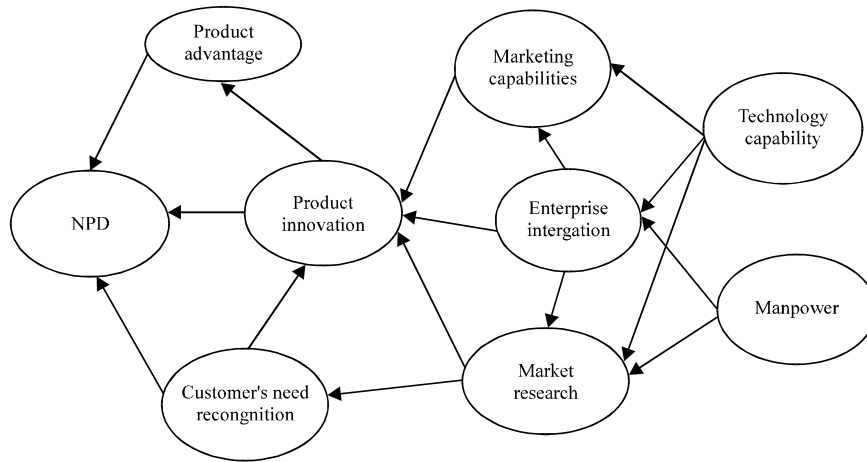 Product
advantage
Marketing
capabilities
Technology
capability
NPD
Product
innovation
Enterprise
intergation
Manpower
Customer's need
recongnition
Market
research